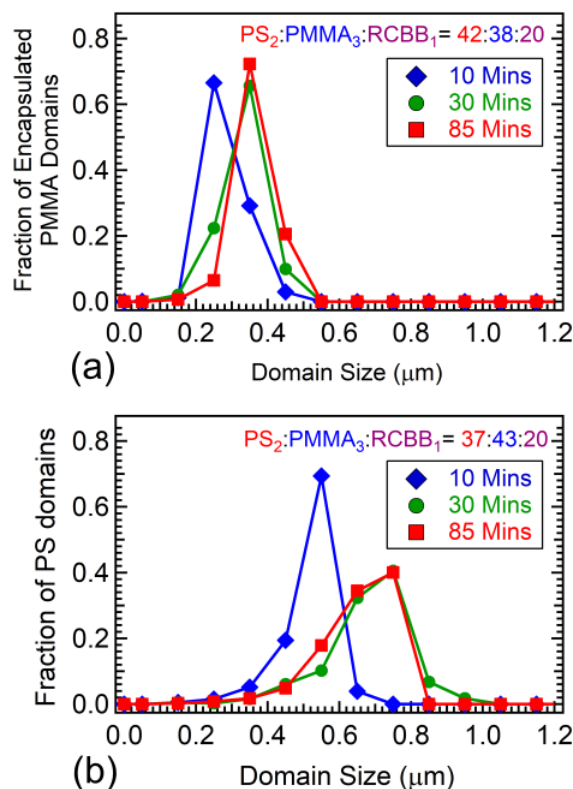 PS₂:PMMA₃:RCBB₁= 42:38:20
10 Mins
30 Mins
85 Mins
Fraction of Encapsulated
PMMA Domains
0.8
0.6
0.4
0.2
0.0
0.0 0.2 0.4 0.6 0.8 1.0 1.2
(a)
Domain Size (μm)
PS₂:PMMA₃:RCBB₁= 37:43:20
10 Mins
30 Mins
85 Mins
Fraction of PS domains
0.8
0.6
0.4
0.2
0.0
0.0 0.2 0.4 0.6 0.8 1.0 1.2
(b)
Domain Size (μm)